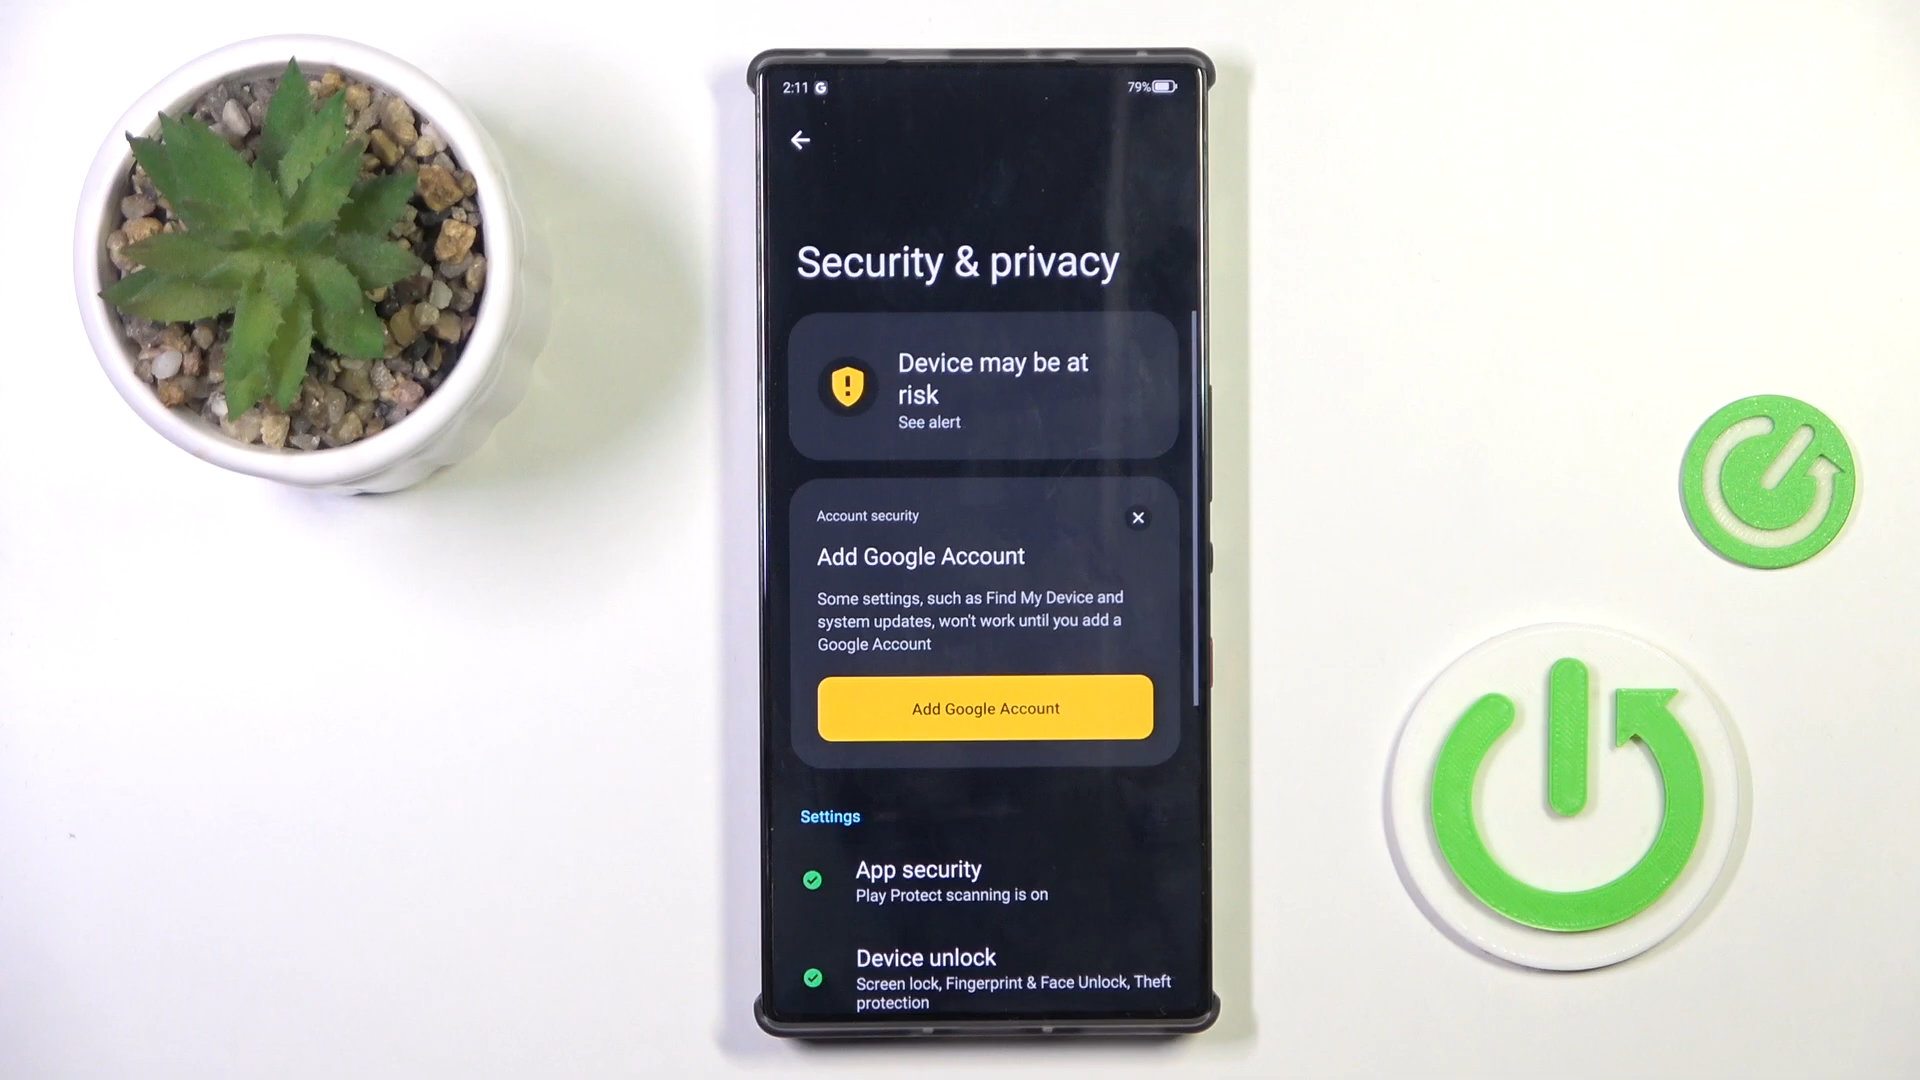 2:11 G
79%
Security & privacy
Device may be at
risk
See alert
Account security
Add Google Account
Some settings, such as Find My Device and
system updates, won't work until you add a
Google Account
Add Google Account
Settings
App security
Play Protect scanning is on
Device unlock
Screen lock, Fingerprint & Face Unlock, Theft
protection